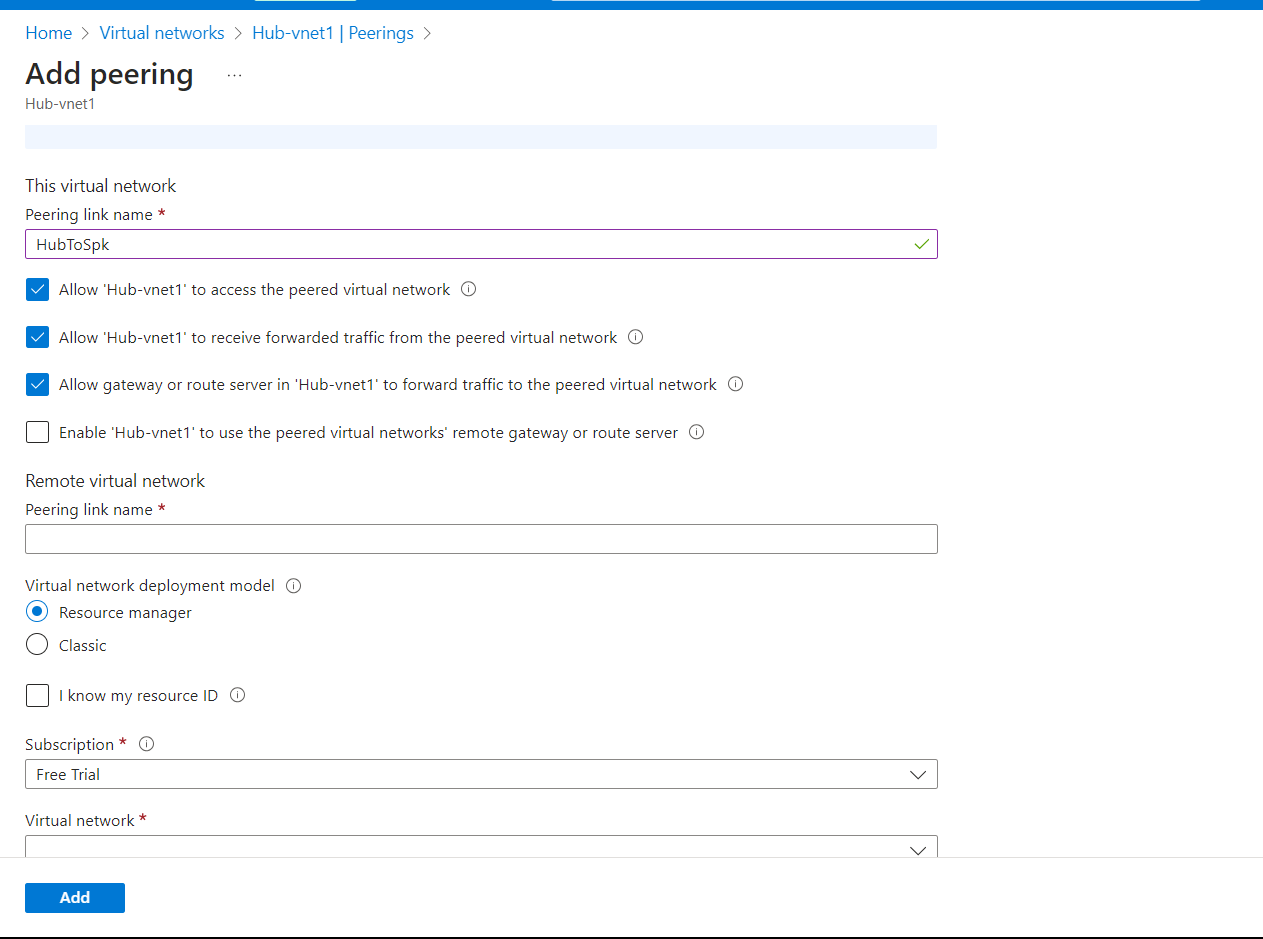 Home > Virtual networks > Hub-vnet1 | Peerings >
Add peering ...
Hub-vnet1
This virtual network
Peering link name *
HubToSpk
Allow 'Hub-vnet1' to access the peered virtual network
Allow 'Hub-vnet1' to receive forwarded traffic from the peered virtual network
Allow gateway or route server in 'Hub-vnet1' to forward traffic to the peered virtual network
Enable 'Hub-vnet1' to use the peered virtual networks' remote gateway or route server
Remote virtual network
Peering link name *
Virtual network deployment model
Resource manager
Classic
I know my resource ID
Subscription *
Free Trial
Virtual network *
Add